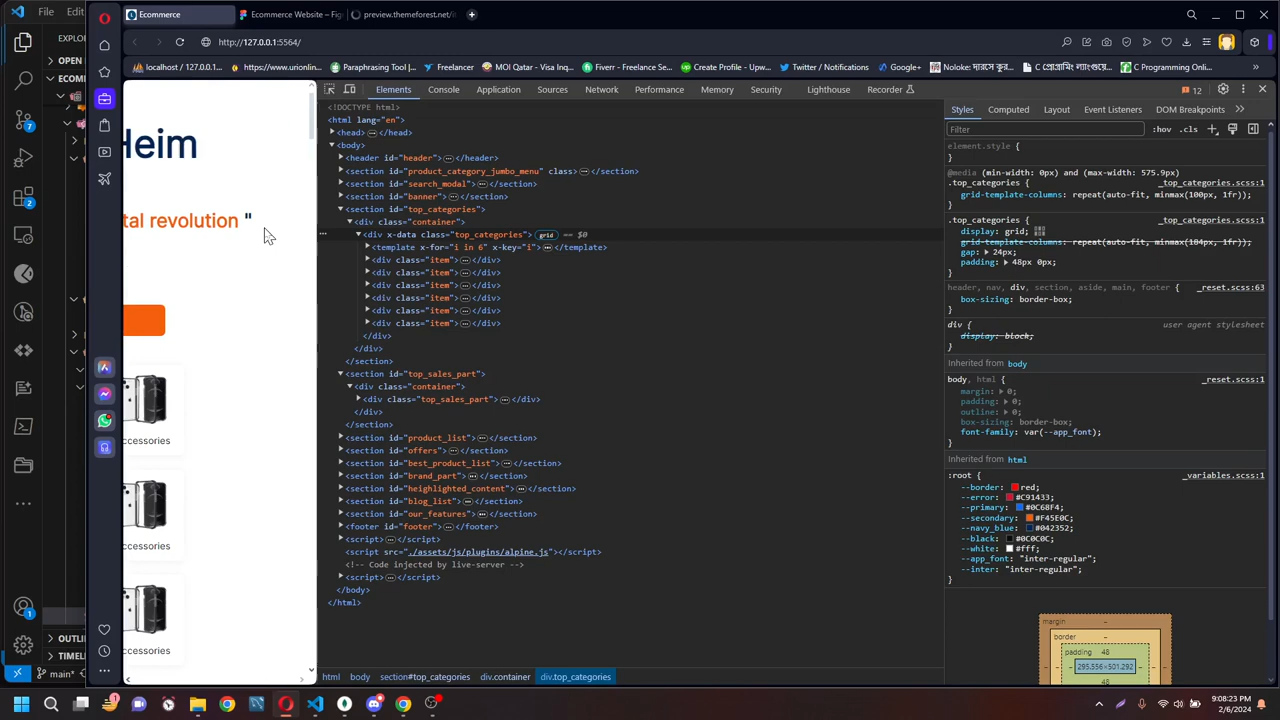 File
Edit
Ecommerce
Ecommerce Website – Fig
preview.themeforest.net/i
http://127.0.0.1:5564/
localhost / 127.0.0...
https://www.urionlin...
Paraphrasing Tool |...
Freelancer
MOI Qatar - Visa Inq...
Fiverr - Freelance Se...
Create Profile - Upw...
Twitter / Notifications
Google+
C Programming Onl...
EXPLOR
OPEN
ECOMM
OUTLIN
TIMELIN
main*
Heim
tal revolution "
ccessories
ccessories
ccessories
Elements Console Application Sources Network Performance Memory Security Lighthouse Recorder
12
<!DOCTYPE html>
<html lang="en">
<head> ⋯ </head>
<body>
<header id="header"> ⋯ </header>
<section id="product_category_jumbo_menu" class> ⋯ </section>
<section id="search_modal"> ⋯ </section>
<section id="banner"> ⋯ </section>
<section id="top_categories">
<div class="container">
<div x-data class="top_categories"> grid == $0
<template x-for="i in 6" x-key="i"> ⋯ </template>
<div class="item"> ⋯ </div>
<div class="item"> ⋯ </div>
<div class="item"> ⋯ </div>
<div class="item"> ⋯ </div>
<div class="item"> ⋯ </div>
<div class="item"> ⋯ </div>
</div>
</div>
</section>
<section id="top_sales_part">
<div class="container">
<div class="top_sales_part"> ⋯ </div>
</div>
</section>
<section id="product_list"> ⋯ </section>
<section id="offers"> ⋯ </section>
<section id="best_product_list"> ⋯ </section>
<section id="brand_part"> ⋯ </section>
<section id="heighlighted_content"> ⋯ </section>
<section id="blog_list"> ⋯ </section>
<section id="our_features"> ⋯ </section>
<footer id="footer"> ⋯ </footer>
<script> ⋯ </script>
<script src="./assets/js/plugins/alpine.js"></script>
<!-- Code injected by live-server -->
<script> ⋯ </script>
</body>
</html>
html body section#top_categories div.container div.top_categories
Styles Computed Layout Event Listeners DOM Breakpoints
Filter
:hov .cls
element.style {
}
@media (min-width: 0px) and (max-width: 575.9px)
.top_categories { _top_categories.scss:1
grid-template-columns: repeat(auto-fit, minmax(100px, 1fr));
}
.top_categories { _top_categories.scss:1
display: grid;
grid-template-columns: repeat(auto-fit, minmax(184px, 1fr));
gap: 24px;
padding: 48px 0px;
}
header, nav, div, section, aside, main, footer { _reset.scss:63
box-sizing: border-box;
}
div { user agent stylesheet
display: block;
}
Inherited from body
body, html { _reset.scss:1
margin: 0;
padding: 0;
outline: 0;
box-sizing: border-box;
font-family: var(--app_font);
}
Inherited from html
:root { _variables.scss:1
--border: red;
--error: #C91433;
--primary: #0C68F4;
--secondary: #F45E0C;
--navy_blue: #042352;
--black: #0C0C0C;
--white: #fff;
--app_font: "inter-regular";
--inter: "inter-regular";
}
margin -
border -
padding 48
295.556×501.292
48
9:08:23 PM
2/6/2024